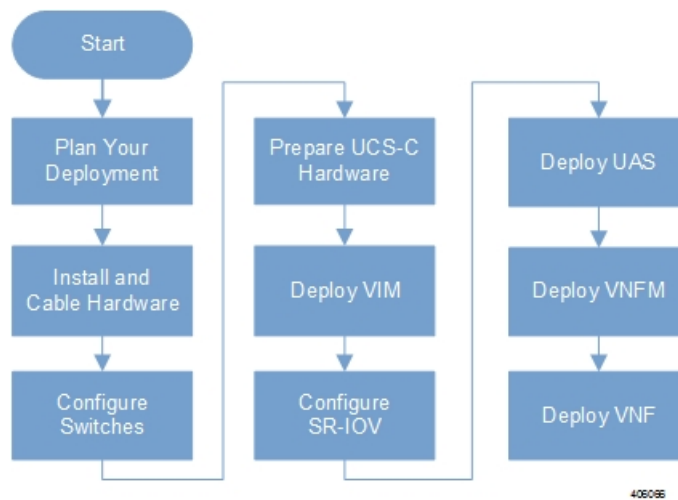 Start
Plan Your
Deployment
Install and
Cable Hardware
Configure
Switches
Prepare UCS-C
Hardware
Deploy VIM
Configure
SR-IOV
Deploy UAS
Deploy VNFM
Deploy VNF
406066